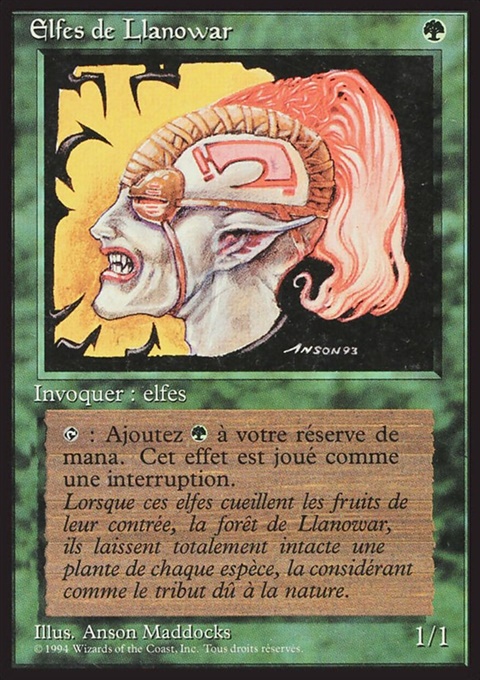 Elfes de Llanowar
ANSON93
Invoquer : elfes
: Ajoutez à votre réserve de
mana. Cet effet est joué comme
une interruption.
Lorsque ces elfes cueillent les fruits de
leur contrée, la forêt de Llanowar,
ils laissent totalement intacte une
plante de chaque espèce, la considérant
comme le tribut dû à la nature.
Illus. Anson Maddocks
1/1
©1994 Wizards of the Coast, Inc. Tous droits réservés.